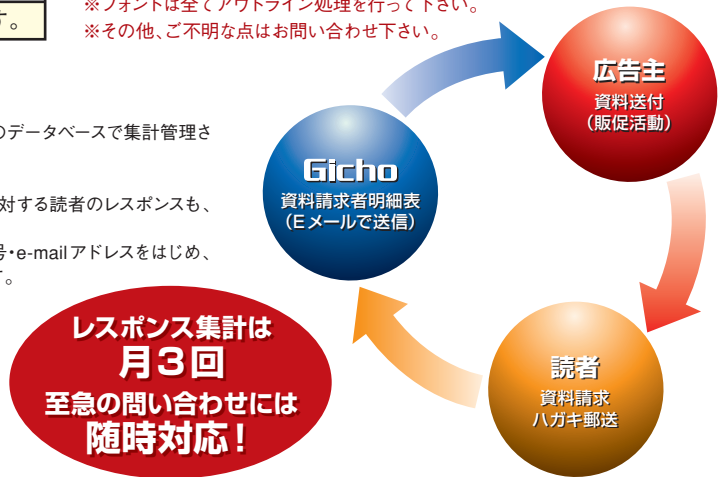 す。
※フォントは全てアウトライン処理を行って下さい。
※その他、ご不明な点はお問い合わせ下さい。
のデータベースで集計管理さ
対する読者のレスポンスも、
号・e-mailアドレスをはじめ、
す。
広告主
資料送付
（販促活動）
Gicho
資料請求者明細表
（Eメールで送信）
読者
資料請求
ハガキ郵送
レスポンス集計は
月3回
至急の問い合わせには
随時対応！